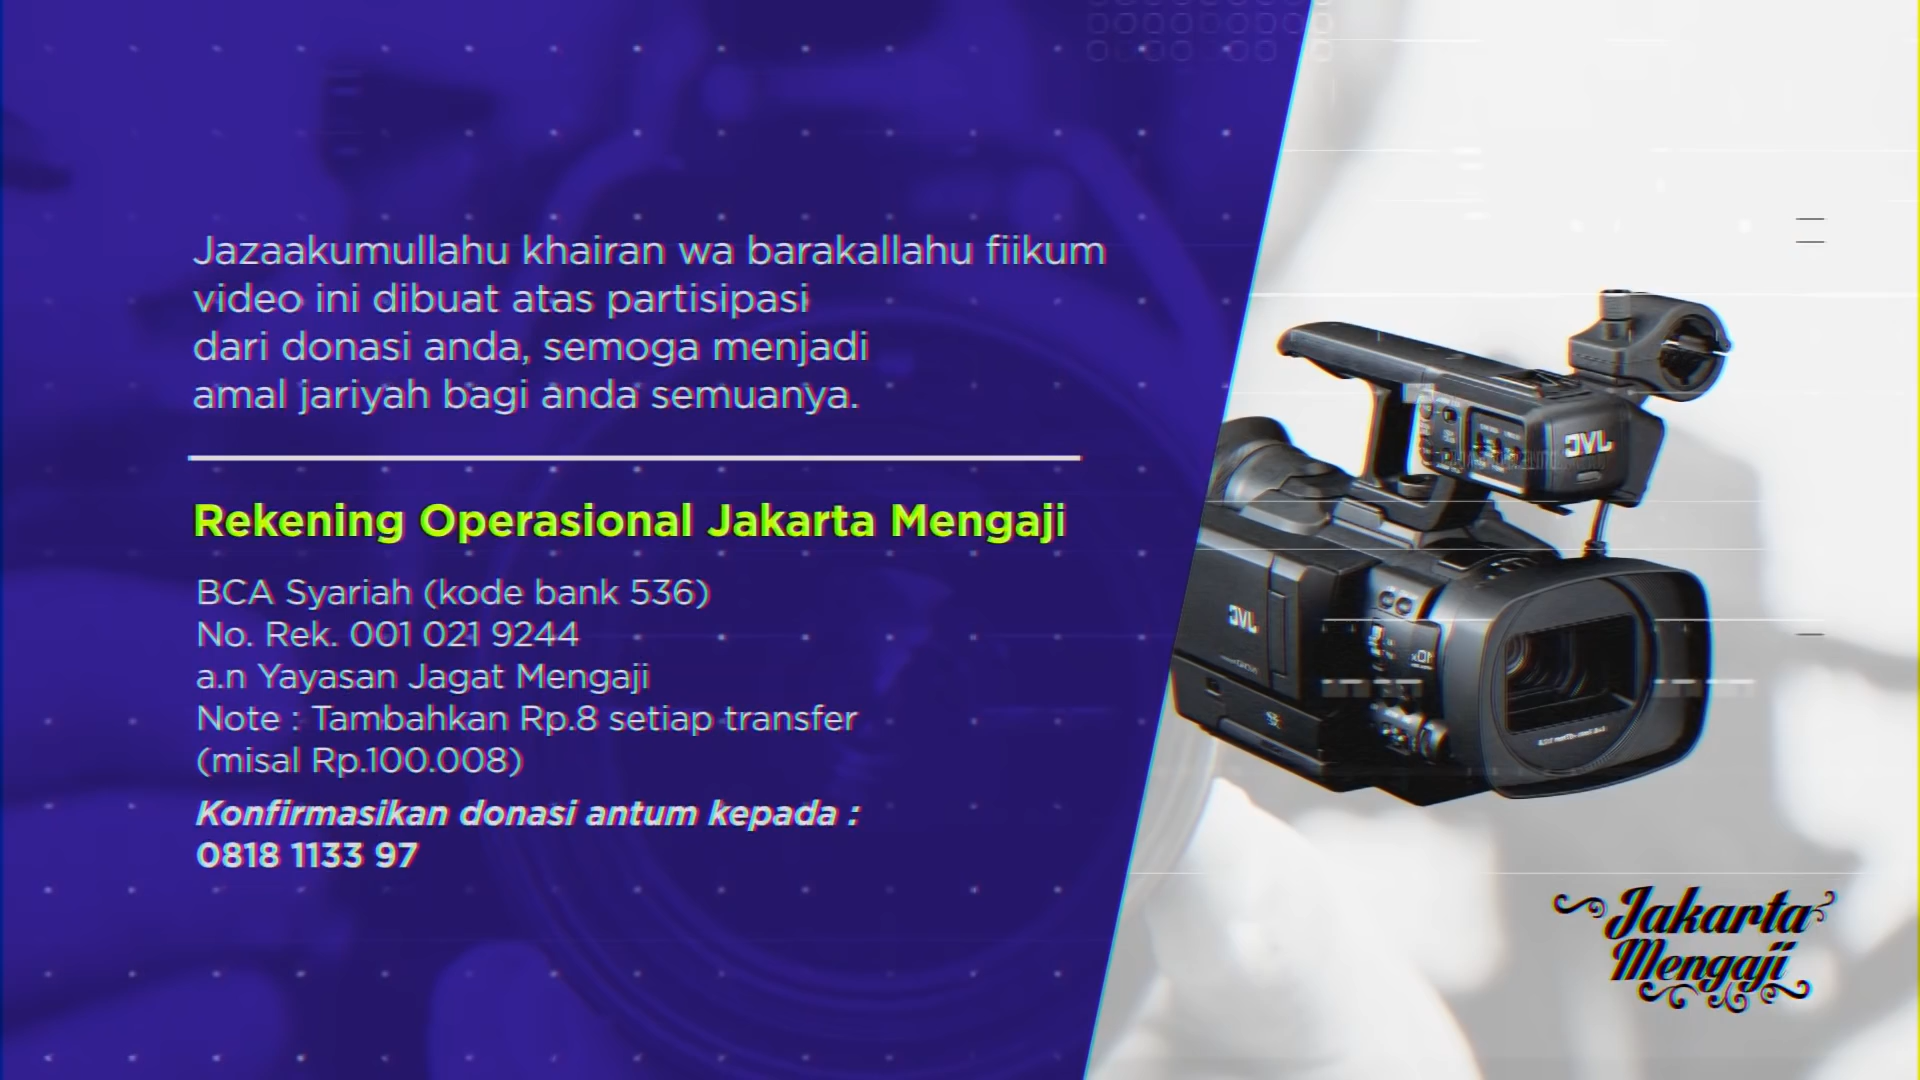 Jazaakumullahu khairan wa barakallahu fiikum
video ini dibuat atas partisipasi
dari donasi anda, semoga menjadi
amal jariyah bagi anda semuanya.
Rekening Operasional Jakarta Mengaji
BCA Syariah (kode bank 536)
No. Rek. 001 021 9244
a.n Yayasan Jagat Mengaji
Note : Tambahkan Rp.8 setiap transfer
(misal Rp.100.008)
Konfirmasikan donasi antum kepada :
0818 1133 97
JVL
JVL
Jakarta
Mengaji